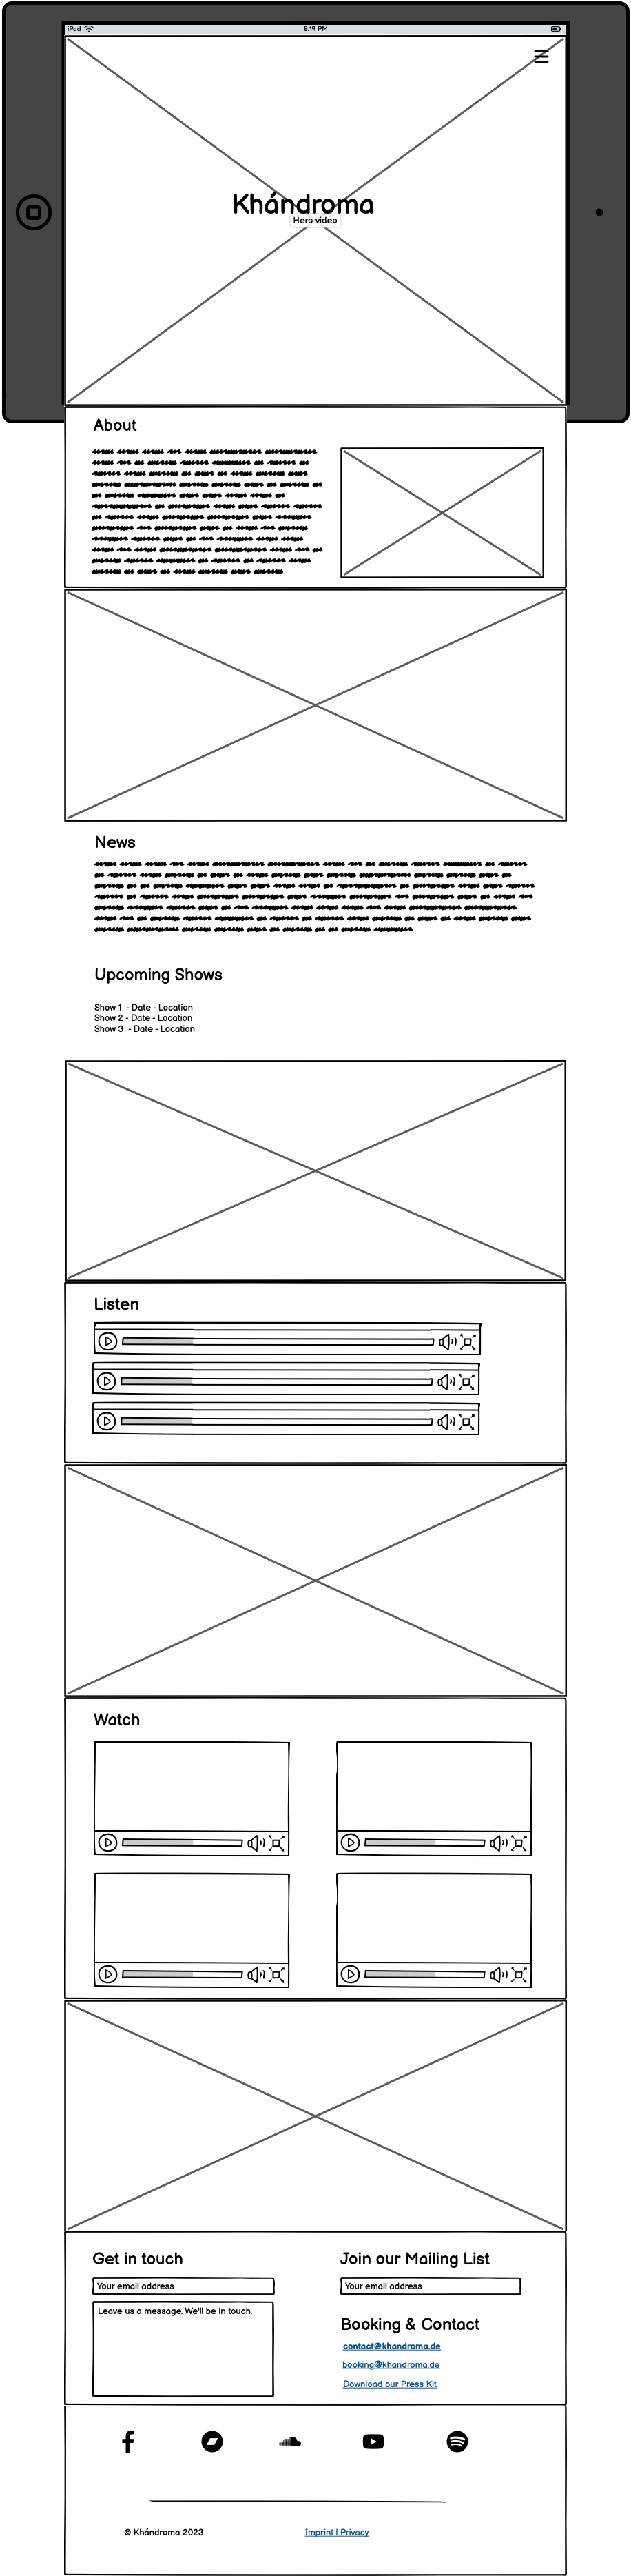 iPad
8:19 PM
Khándroma
Hero video
About
News
Upcoming Shows
Show 1 - Date - Location
Show 2 - Date - Location
Show 3 - Date - Location
Listen
Watch
Get in touch
Your email address
Leave us a message. We'll be in touch.
Join our Mailing List
Your email address
Booking & Contact
contact@khandroma.de
booking@khandroma.de
Download our Press Kit
© Khándroma 2023
Imprint | Privacy